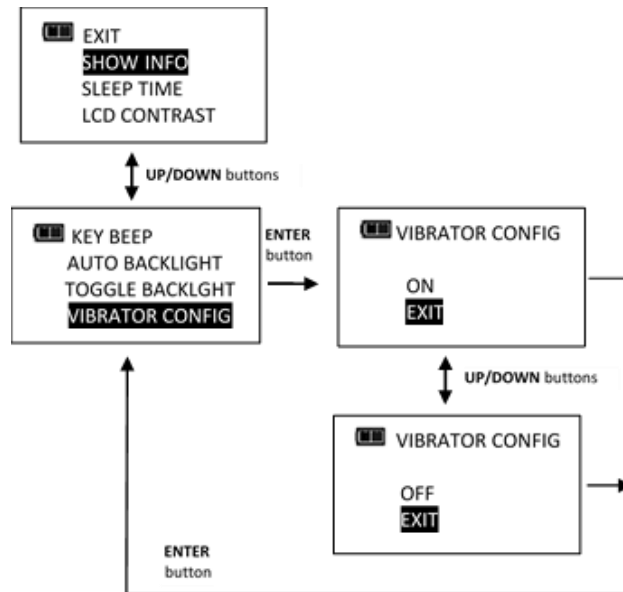 EXIT
SHOW INFO
SLEEP TIME
LCD CONTRAST
UP/DOWN buttons
KEY BEEP
AUTO BACKLIGHT
TOGGLE BACKLGHT
VIBRATOR CONFIG
ENTER
button
VIBRATOR CONFIG
ON
EXIT
UP/DOWN buttons
VIBRATOR CONFIG
OFF
EXIT
ENTER
button